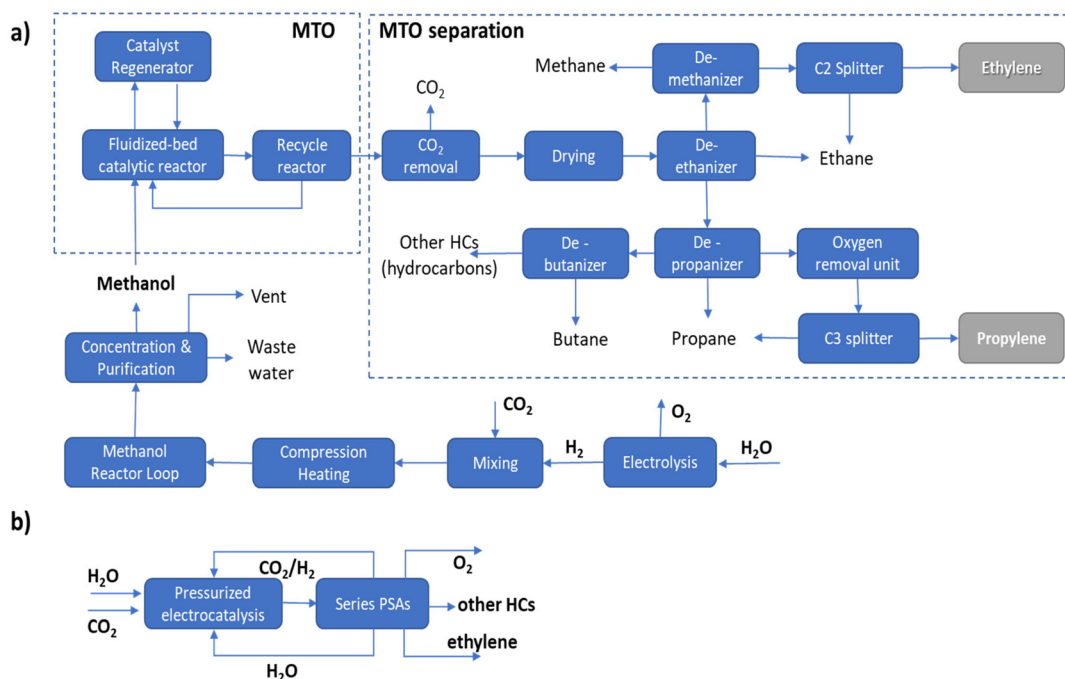 a)
MTO
Catalyst
Regenerator
Fluidized-bed
catalytic reactor
Recycle
reactor
MTO separation
CO₂
CO₂
removal
Drying
Methane
De-
methanizer
C2 Splitter
Ethylene
De-
ethanizer
Ethane
Other HCs
(hydrocarbons)
De -
butanizer
De -
propanizer
Oxygen
removal unit
Butane
Propane
C3 splitter
Propylene
Methanol
Vent
Concentration &
Purification
Waste
water
Methanol
Reactor Loop
Compression
Heating
CO₂
Mixing
H₂
O₂
Electrolysis
H₂O
b)
H₂O
CO₂
Pressurized
electrocatalysis
CO₂/H₂
Series PSAs
O₂
other HCs
ethylene
H₂O